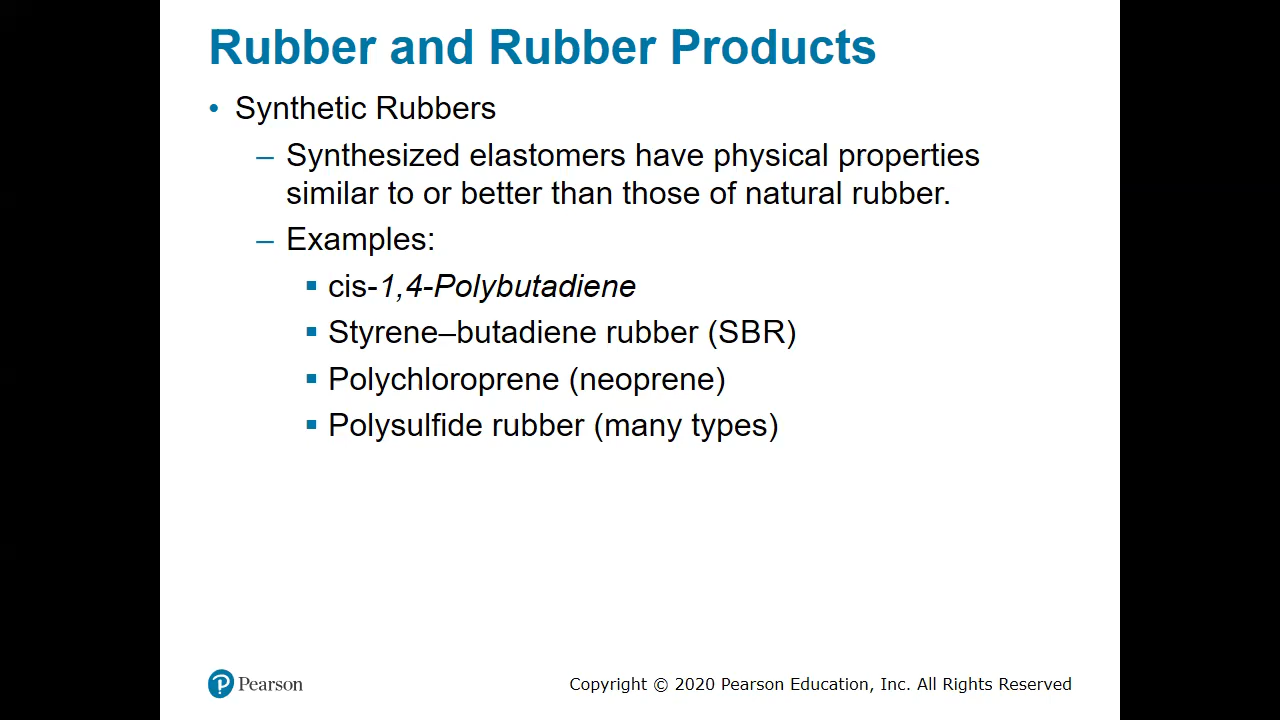 Rubber and Rubber Products
• Synthetic Rubbers
– Synthesized elastomers have physical properties
similar to or better than those of natural rubber.
– Examples:
▪ cis-1,4-Polybutadiene
▪ Styrene–butadiene rubber (SBR)
▪ Polychloroprene (neoprene)
▪ Polysulfide rubber (many types)
Pearson
Copyright © 2020 Pearson Education, Inc. All Rights Reserved